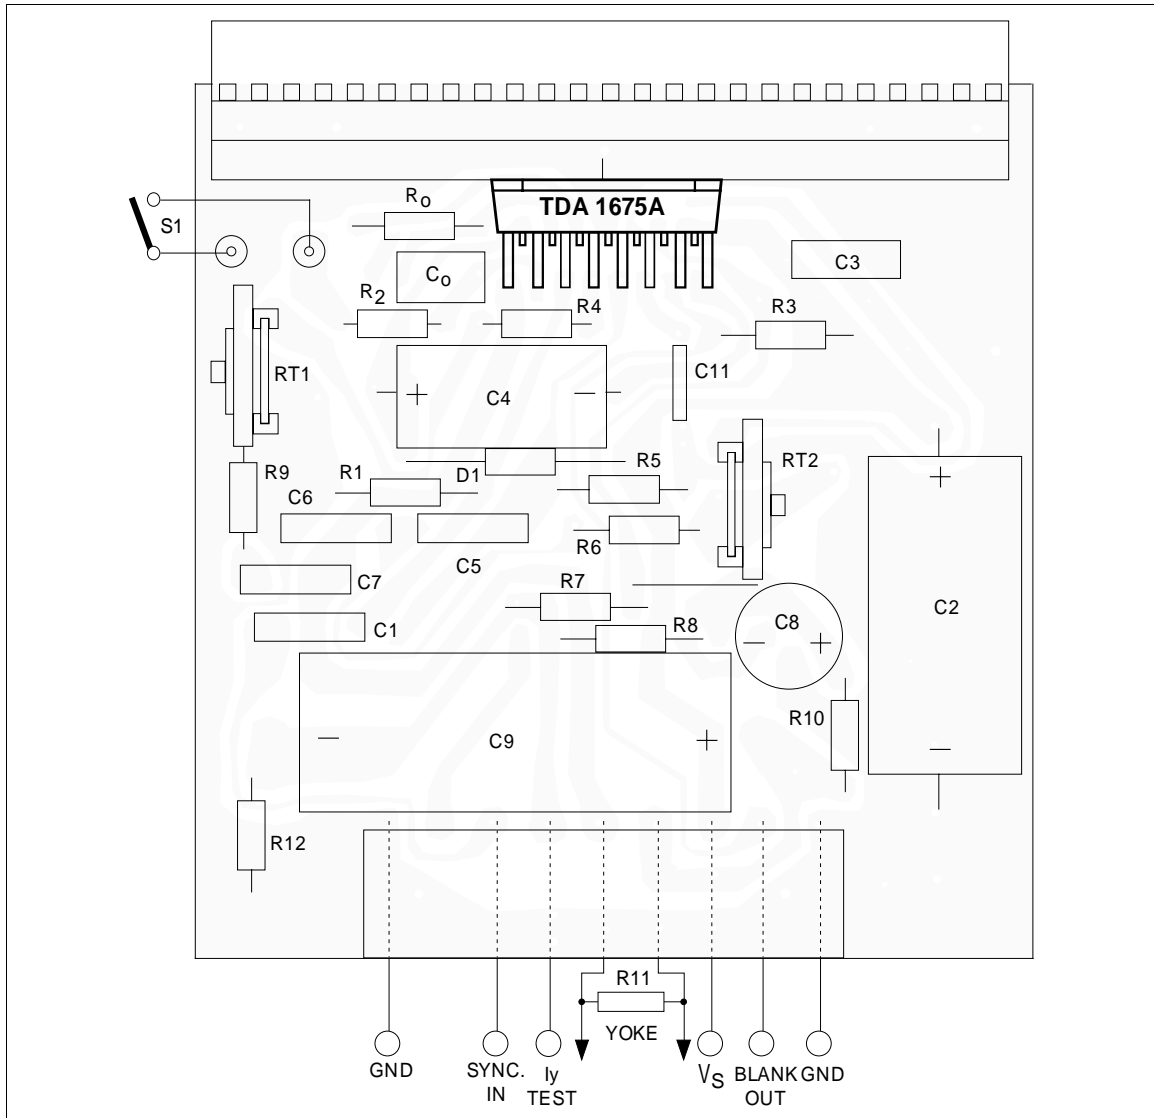 TDA 1675A
Ro
S1
C3
Co
R2
R4
R3
RT1
C11
+
C4
−
R9
R1
D1
R5
RT2
+
C6
R6
C5
C7
R7
C2
C1
R8
C8
−
+
R10
−
C9
+
−
R12
R11
YOKE
GND
SYNC.
IN
Iy
TEST
VS
BLANK
OUT
GND